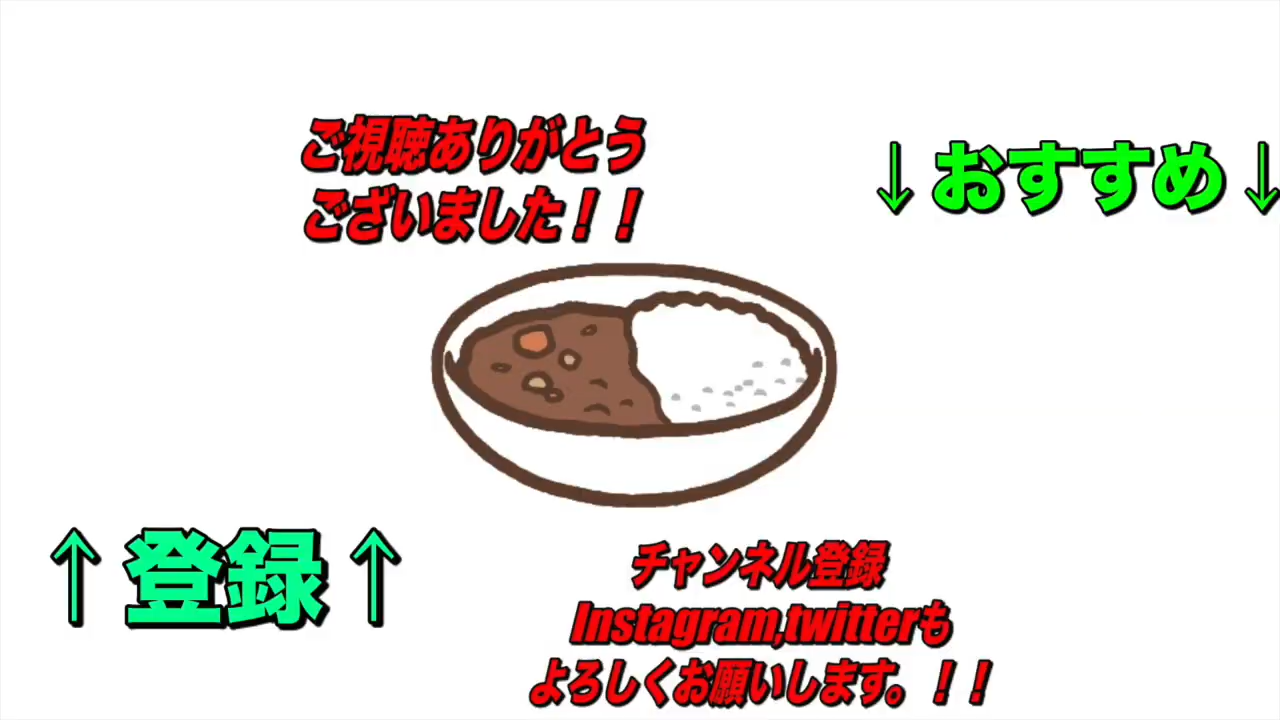 ご視聴ありがとう
ございました！！
↓おすすめ↓
↑登録↑
チャンネル登録
Instagram,twitterも
よろしくお願いします。！！